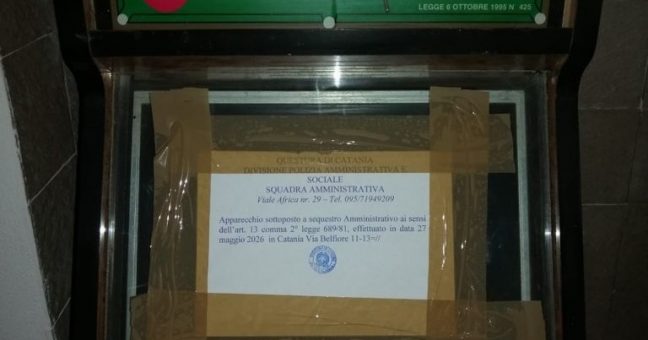 LEGGE 6 OTTOBRE 1995 N 425
QUESTURA DI CATANIA
DIVISIONE POLIZIA AMMINISTRATIVA E
SOCIALE
SQUADRA AMMINISTRATIVA
Viale Africa nr. 29 – Tel. 095/71949209
Apparecchio sottoposto a sequestro Amministrativo ai sensi
dell'art. 13 comma 2° legge 689/81, effettuato in data 27
maggio 2026 in Catania Via Belfiore 11-13=//